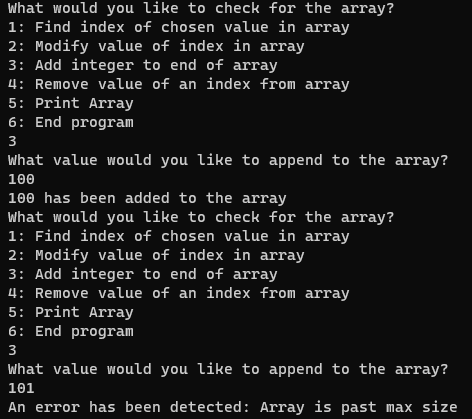 What would you like to check for the array?
1: Find index of chosen value in array
2: Modify value of index in array
3: Add integer to end of array
4: Remove value of an index from array
5: Print Array
6: End program
3
What value would you like to append to the array?
100
100 has been added to the array
What would you like to check for the array?
1: Find index of chosen value in array
2: Modify value of index in array
3: Add integer to end of array
4: Remove value of an index from array
5: Print Array
6: End program
3
What value would you like to append to the array?
101
An error has been detected: Array is past max size